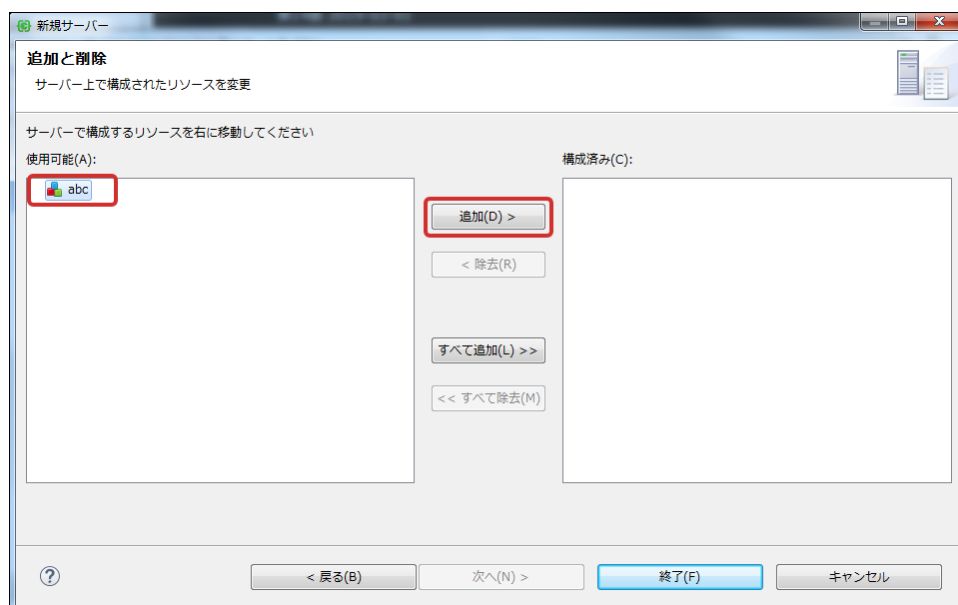 新規サーバー
追加と削除
サーバー上で構成されたリソースを変更
サーバーで構成するリソースを右に移動してください
使用可能(A):
構成済み(C):
abc
追加(D) >
< 除去(R)
すべて追加(L) >>
<< すべて除去(M)
?
< 戻る(B)
次へ(N) >
終了(F)
キャンセル